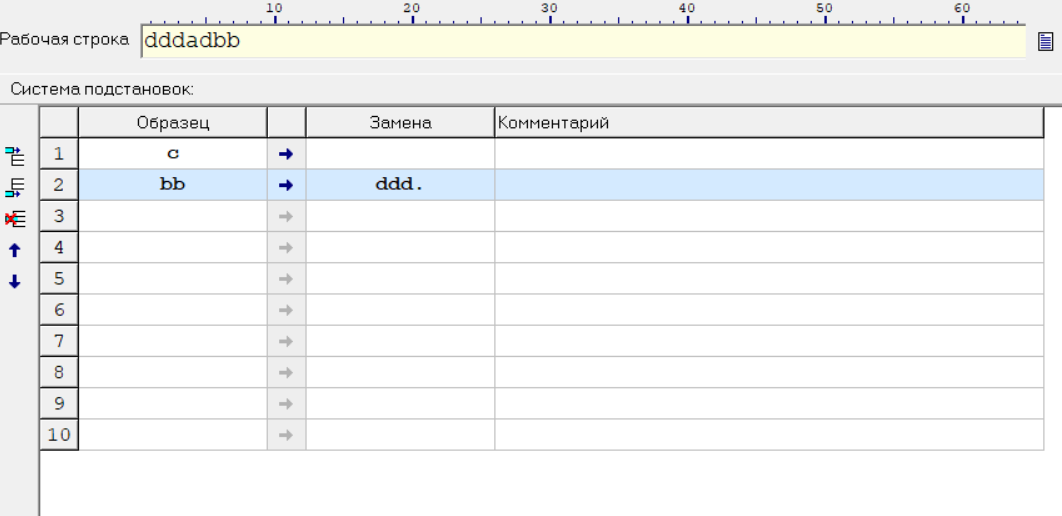 10 20 30 40 50 60
Рабочая строка dddadbb
Система подстановок:
Образец Замена Комментарий
1 c
2 bb ddd.
3
4
5
6
7
8
9
10